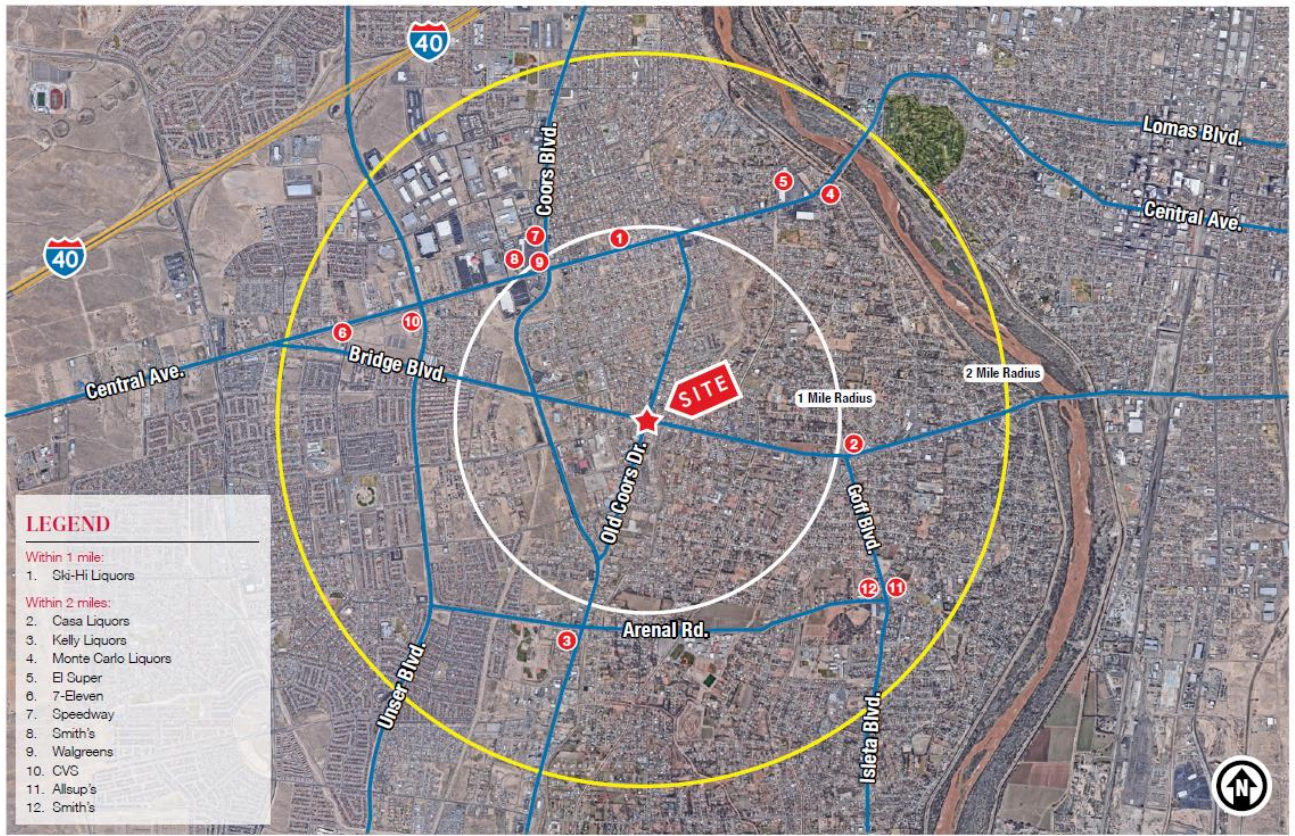 40
40
Coors Blvd.
Lomas Blvd.
Central Ave.
5
4
7
1
8
9
10
6
Central Ave.
Bridge Blvd.
SITE
2 Mile Radius
1 Mile Radius
2
Old Coors Dr.
Goff Blvd.
12
11
Arenal Rd.
3
Unser Blvd.
Isleta Blvd.
LEGEND
Within 1 mile:
1. Ski-Hi Liquors
Within 2 miles:
2. Casa Liquors
3. Kelly Liquors
4. Monte Carlo Liquors
5. El Super
6. 7-Eleven
7. Speedway
8. Smith's
9. Walgreens
10. CVS
11. Allsup's
12. Smith's
N